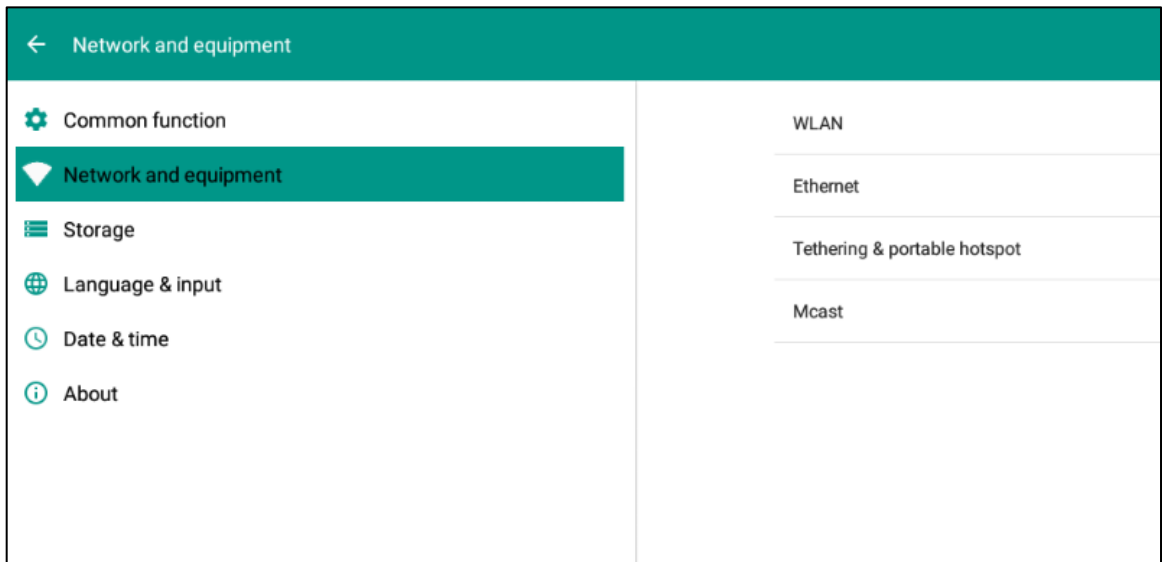 Network and equipment
Common function
Network and equipment
Storage
Language & input
Date & time
About
WLAN
Ethernet
Tethering & portable hotspot
Mcast